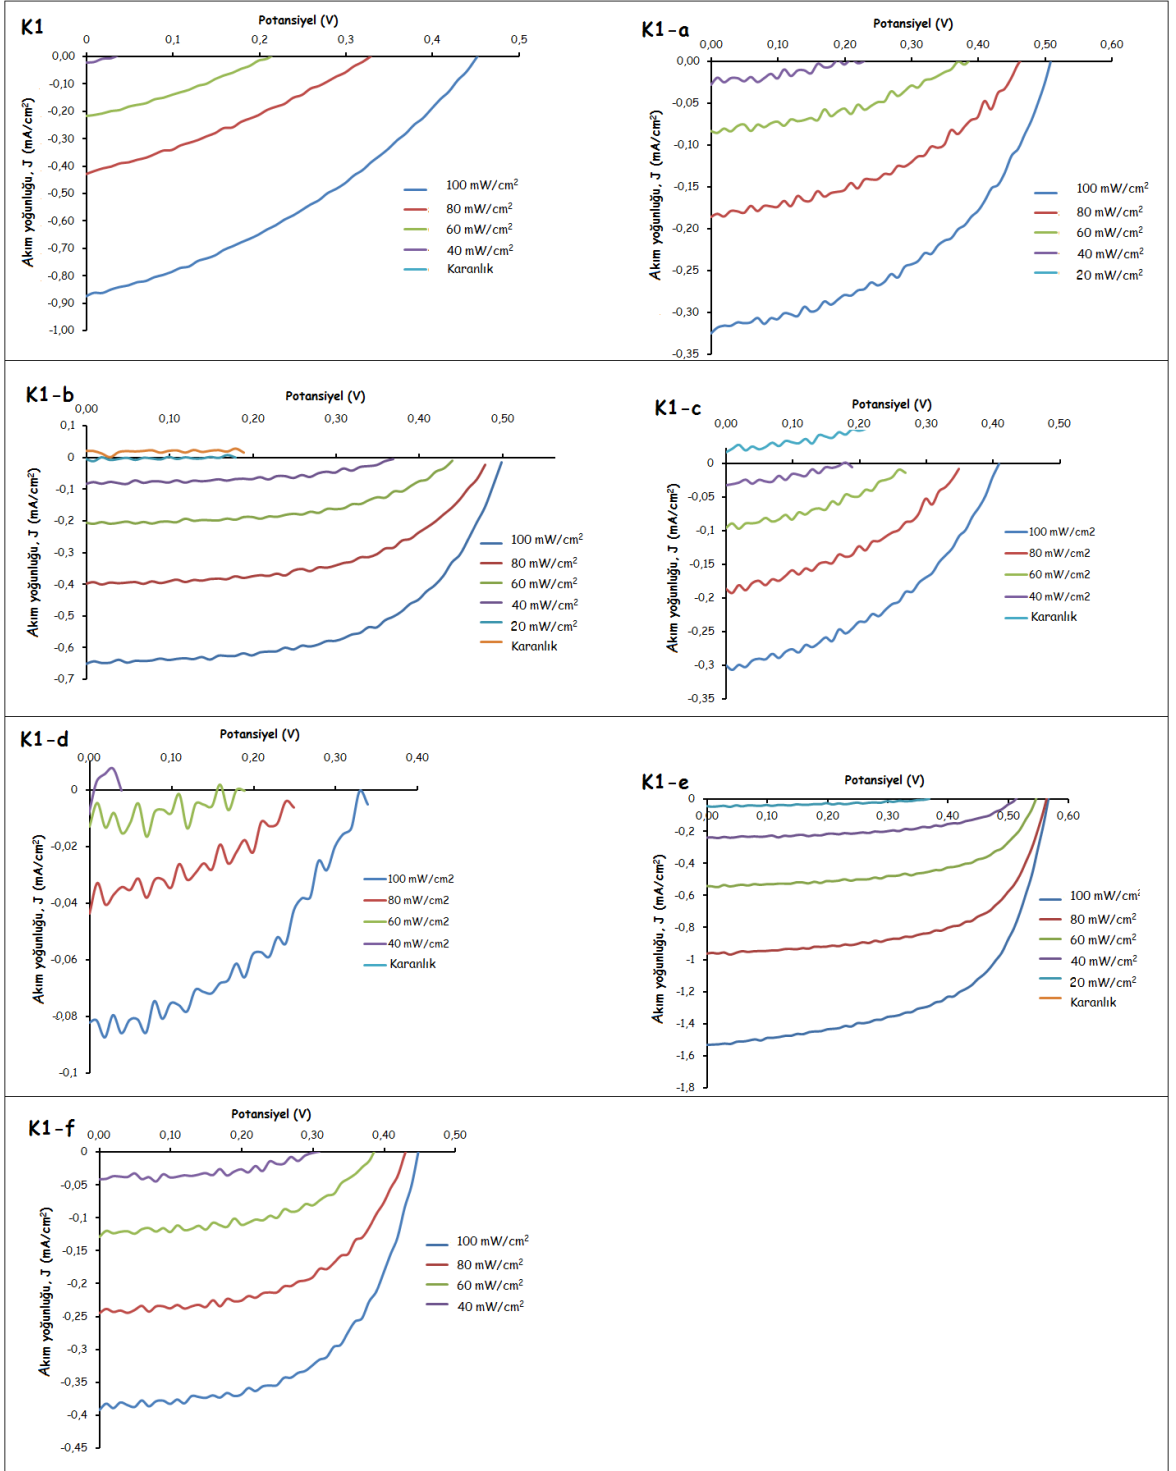 K1
Potansiyel (V)
0 0,1 0,2 0,3 0,4 0,5
0,00
-0,10
-0,20
-0,30
-0,40
-0,50
-0,60
-0,70
-0,80
-0,90
-1,00
Akım yoğunluğu, J (mA/cm²)
100 mW/cm²
80 mW/cm²
60 mW/cm²
40 mW/cm²
Karanlık
K1-a
Potansiyel (V)
0,00 0,10 0,20 0,30 0,40 0,50 0,60
0,00
-0,05
-0,10
-0,15
-0,20
-0,25
-0,30
-0,35
Akım yoğunluğu, J (mA/cm²)
100 mW/cm²
80 mW/cm²
60 mW/cm²
40 mW/cm²
20 mW/cm²
K1-b
Potansiyel (V)
0,00 0,10 0,20 0,30 0,40 0,50
0,1
0
-0,1
-0,2
-0,3
-0,4
-0,5
-0,6
-0,7
Akım yoğunluğu, J (mA/cm²)
100 mW/cm²
80 mW/cm²
60 mW/cm²
40 mW/cm²
20 mW/cm²
Karanlık
K1-c
Potansiyel (V)
0,00 0,10 0,20 0,30 0,40 0,50
0
-0,05
-0,1
-0,15
-0,2
-0,25
-0,3
-0,35
Akım yoğunluğu, J (mA/cm²)
100 mW/cm2
80 mW/cm2
60 mW/cm2
40 mW/cm2
Karanlık
K1-d
Potansiyel (V)
0,00 0,10 0,20 0,30 0,40
0
-0,02
-0,04
-0,06
-0,08
-0,1
Akım yoğunluğu, J (mA/cm²)
100 mW/cm2
80 mW/cm2
60 mW/cm2
40 mW/cm2
Karanlık
K1-e
Potansiyel (V)
0,00 0,10 0,20 0,30 0,40 0,50 0,60
0
-0,2
-0,4
-0,6
-0,8
-1
-1,2
-1,4
-1,6
-1,8
Akım yoğunluğu, J (mA/cm²)
100 mW/cm²
80 mW/cm²
60 mW/cm²
40 mW/cm²
20 mW/cm²
Karanlık
K1-f
Potansiyel (V)
0,00 0,10 0,20 0,30 0,40 0,50
0
-0,05
-0,1
-0,15
-0,2
-0,25
-0,3
-0,35
-0,4
-0,45
Akım yoğunluğu, J (mA/cm²)
100 mW/cm²
80 mW/cm²
60 mW/cm²
40 mW/cm²